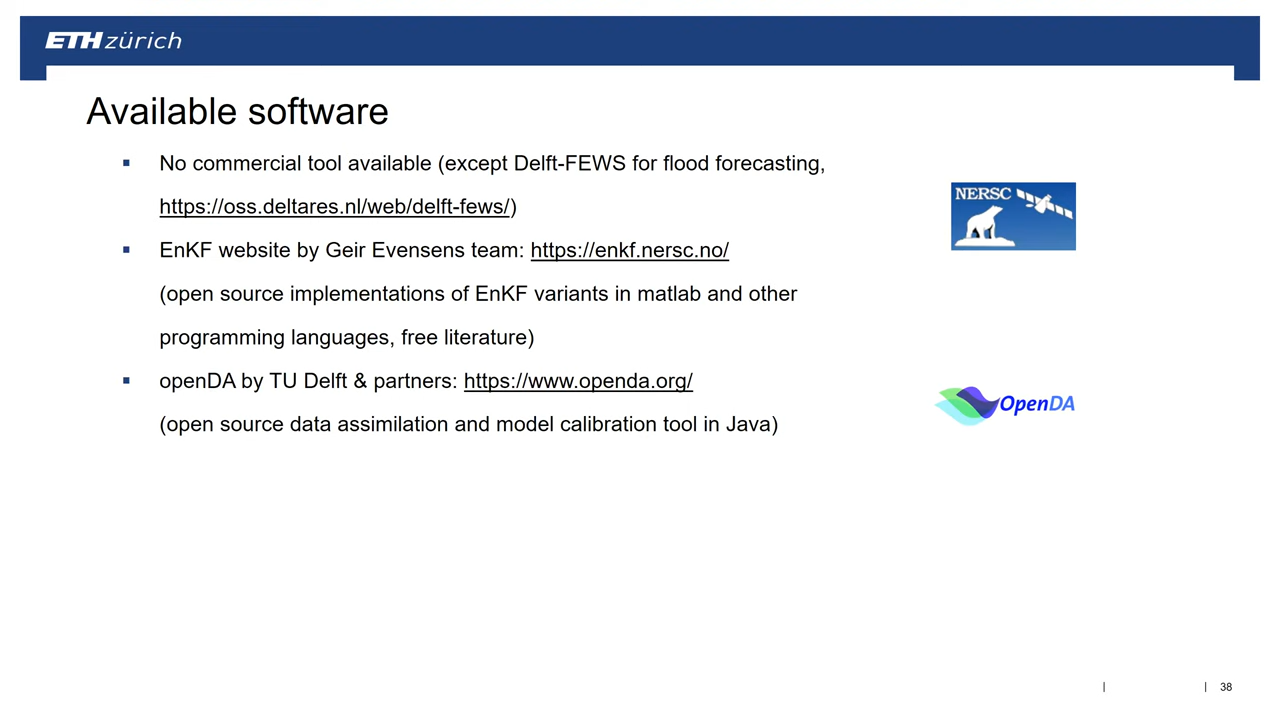 ETH zürich
Available software
▪ No commercial tool available (except Delft-FEWS for flood forecasting,
https://oss.deltares.nl/web/delft-fews/)
NERSC
▪ EnKF website by Geir Evensens team: https://enkf.nersc.no/
(open source implementations of EnKF variants in matlab and other
programming languages, free literature)
▪ openDA by TU Delft & partners: https://www.openda.org/
(open source data assimilation and model calibration tool in Java)
OpenDA
| | 38